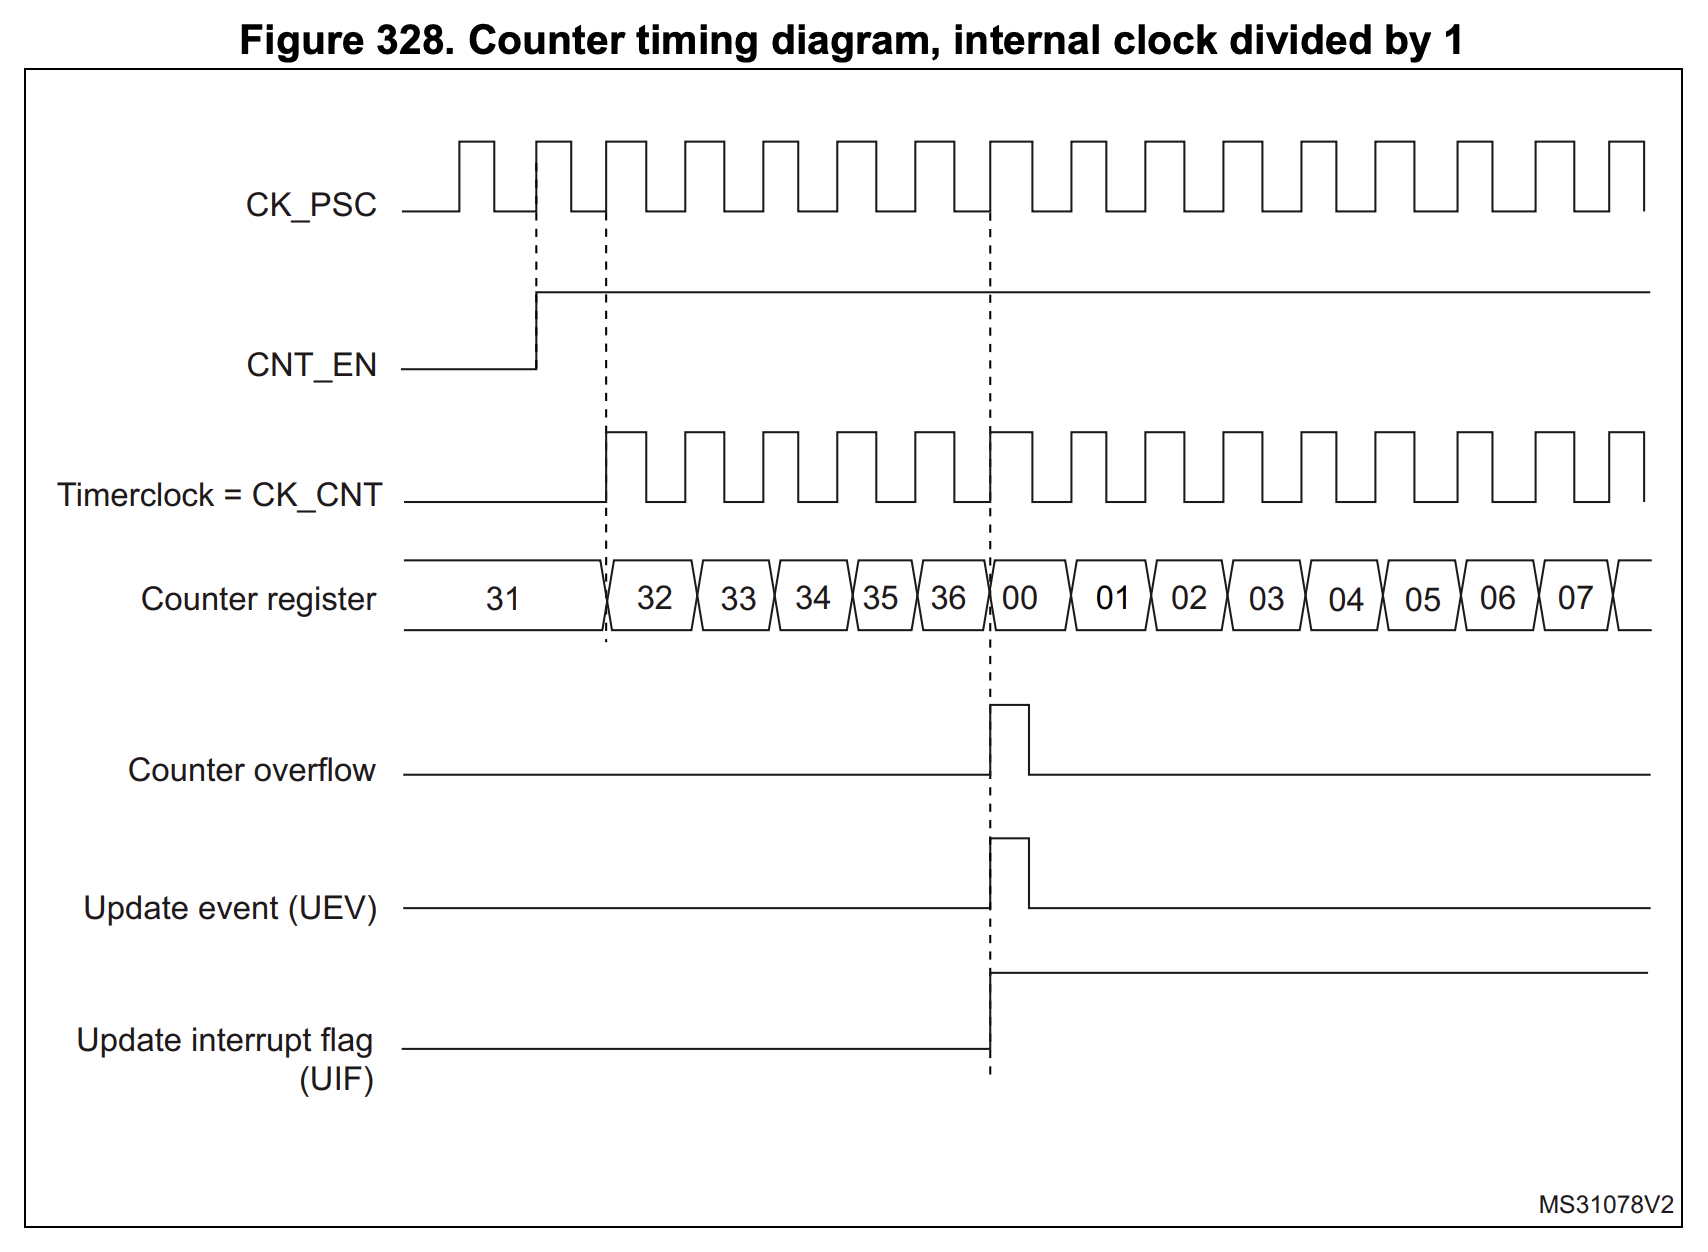 Figure 328. Counter timing diagram, internal clock divided by 1
CK_PSC
CNT_EN
Timerclock = CK_CNT
Counter register 31 32 33 34 35 36 00 01 02 03 04 05 06 07
Counter overflow
Update event (UEV)
Update interrupt flag
(UIF)
MS31078V2